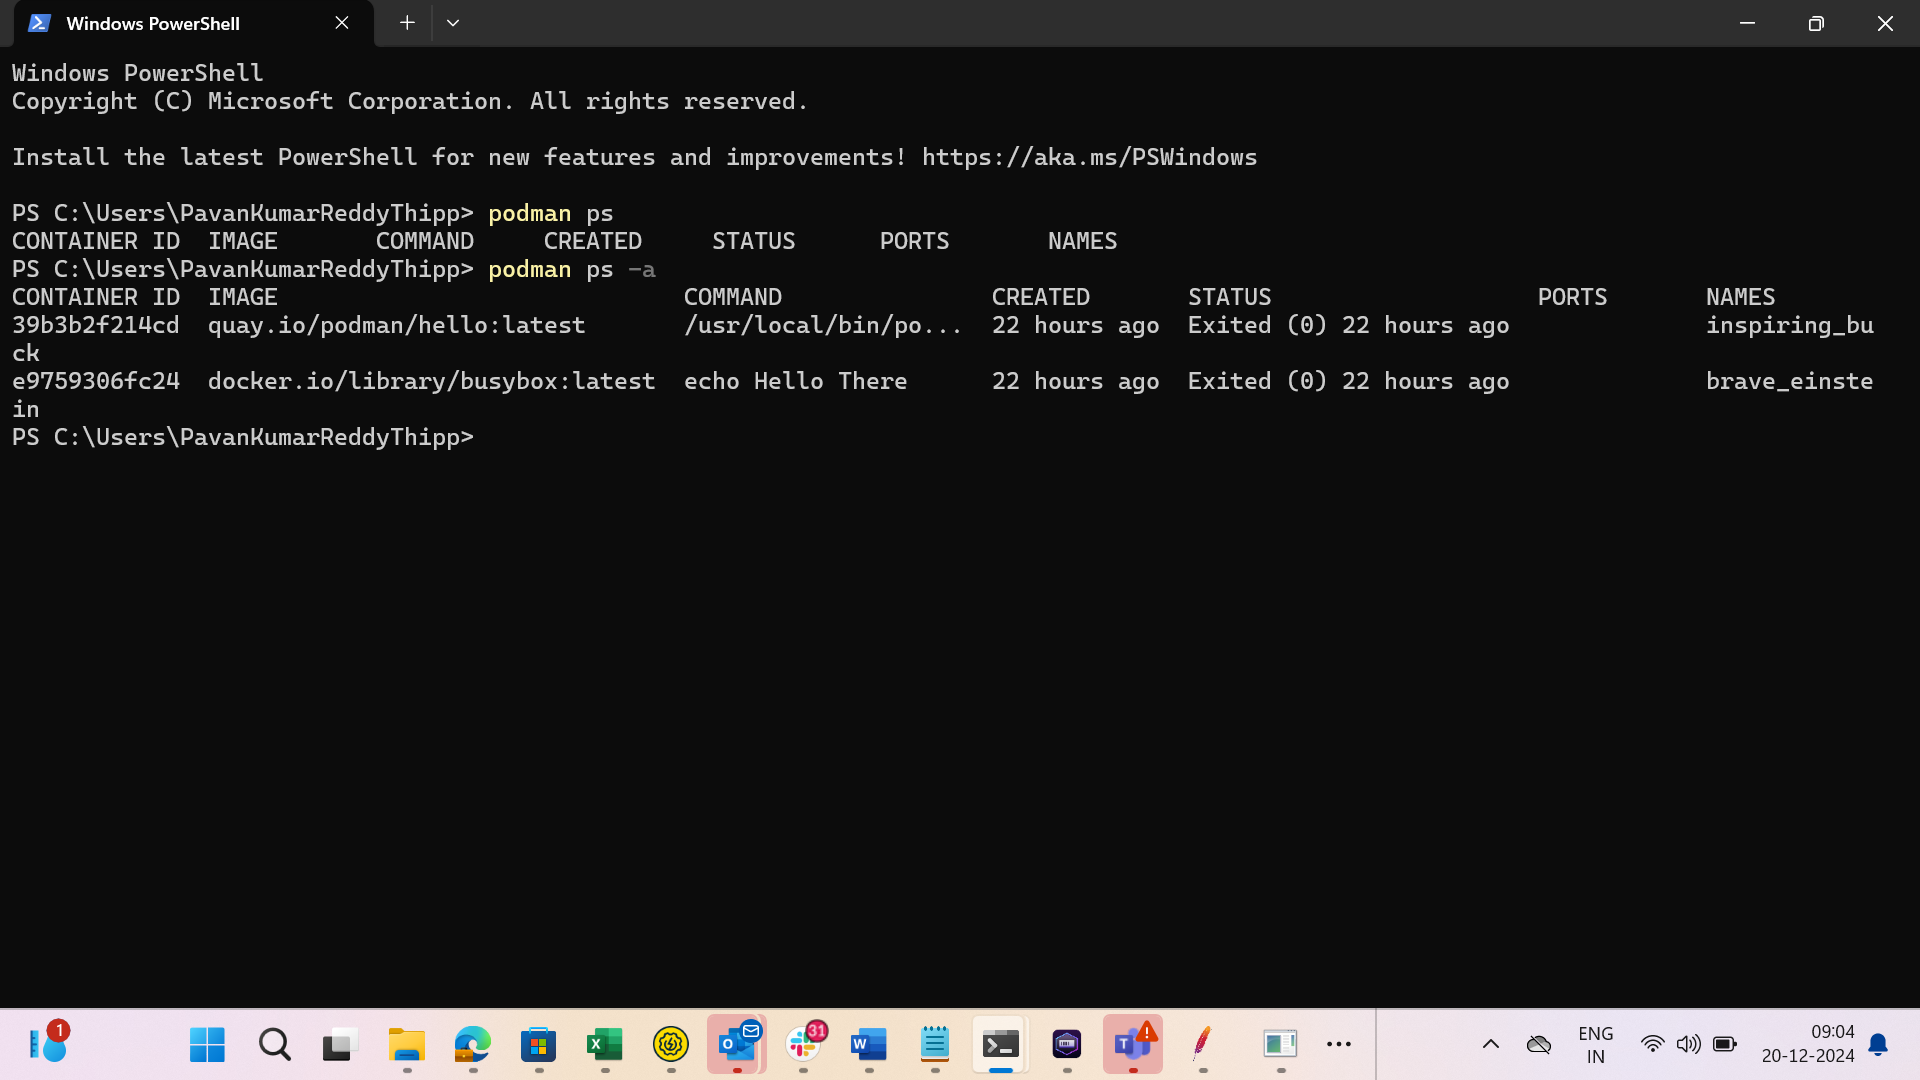 Windows PowerShell
Windows PowerShell
Copyright (C) Microsoft Corporation. All rights reserved.
Install the latest PowerShell for new features and improvements! https://aka.ms/PSWindows
PS C:\Users\PavanKumarReddyThipp> podman ps
CONTAINER ID  IMAGE       COMMAND     CREATED     STATUS      PORTS       NAMES
PS C:\Users\PavanKumarReddyThipp> podman ps -a
CONTAINER ID  IMAGE                             COMMAND               CREATED       STATUS                   PORTS       NAMES
39b3b2f214cd  quay.io/podman/hello:latest       /usr/local/bin/po...  22 hours ago  Exited (0) 22 hours ago              inspiring_bu
ck
e9759306fc24  docker.io/library/busybox:latest  echo Hello There      22 hours ago  Exited (0) 22 hours ago              brave_einste
in
PS C:\Users\PavanKumarReddyThipp>
1
X
O
31
W
T
ENG
IN
09:04
20-12-2024